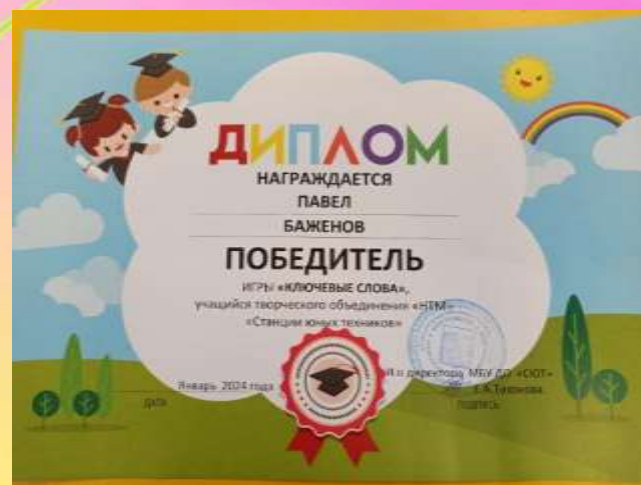 ДИПЛОМ
НАГРАЖДАЕТСЯ
ПАВЕЛ
БАЖЕНОВ
ПОБЕДИТЕЛЬ
ИГРЫ «КЛЮЧЕВЫЕ СЛОВА»,
учащийся творческого объединения «НТМ»
«Станции юных техников»
И.о директора МБУ ДО «СЮТ»
Январь 2024 года
ДАТА
ПОДПИСЬ